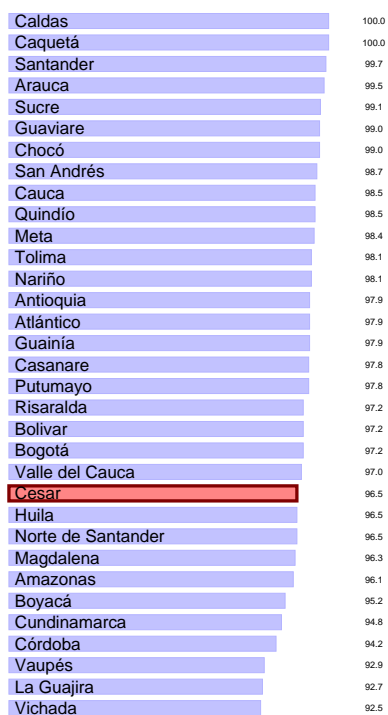 Caldas 100.0
Caquetá 100.0
Santander 99.7
Arauca 99.5
Sucre 99.1
Guaviare 99.0
Chocó 99.0
San Andrés 98.7
Cauca 98.5
Quindío 98.5
Meta 98.4
Tolima 98.1
Nariño 98.1
Antioquia 97.9
Atlántico 97.9
Guainía 97.9
Casanare 97.8
Putumayo 97.8
Risaralda 97.2
Bolivar 97.2
Bogotá 97.2
Valle del Cauca 97.0
Cesar 96.5
Huila 96.5
Norte de Santander 96.5
Magdalena 96.3
Amazonas 96.1
Boyacá 95.2
Cundinamarca 94.8
Córdoba 94.2
Vaupés 92.9
La Guajira 92.7
Vichada 92.5